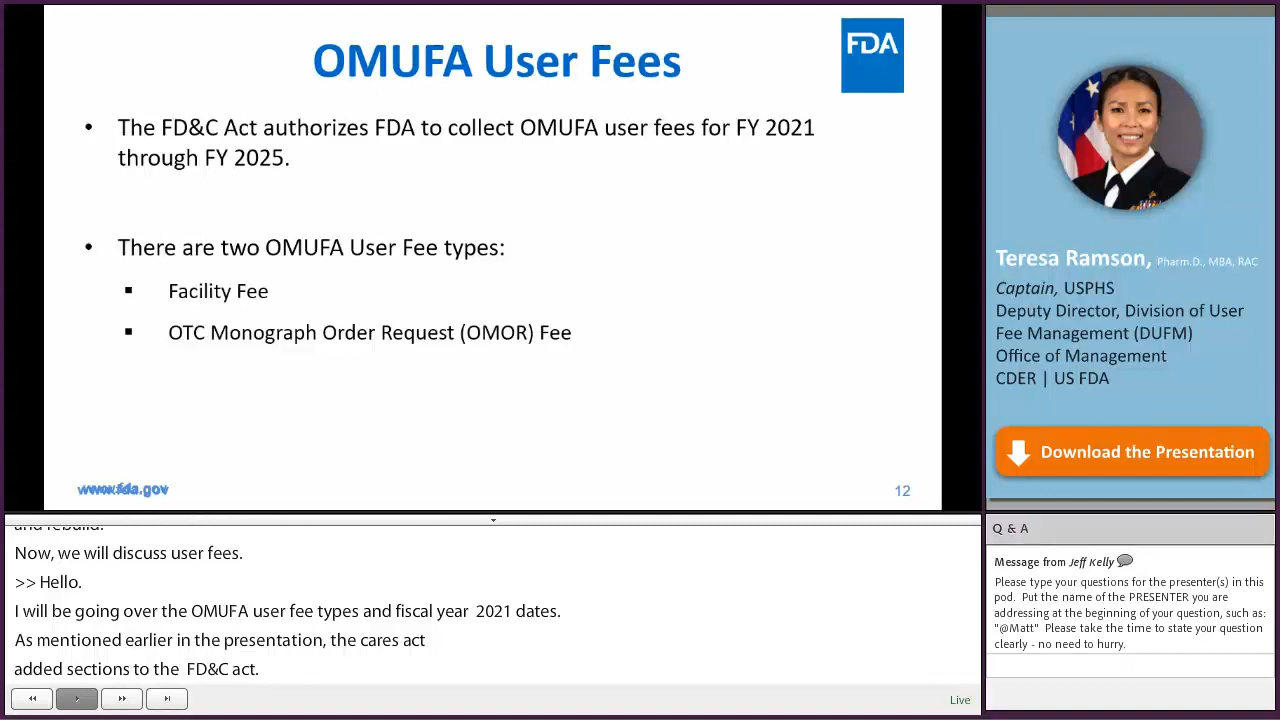 OMUFA User Fees
FDA
• The FD&C Act authorizes FDA to collect OMUFA user fees for FY 2021
through FY 2025.
• There are two OMUFA User Fee types:
▪ Facility Fee
▪ OTC Monograph Order Request (OMOR) Fee
www.fda.gov
12
Teresa Ramson, Pharm.D., MBA, RAC
Captain, USPHS
Deputy Director, Division of User
Fee Management (DUFM)
Office of Management
CDER | US FDA
Download the Presentation
and rebuild.
Now, we will discuss user fees.
>> Hello.
I will be going over the OMUFA user fee types and fiscal year 2021 dates.
As mentioned earlier in the presentation, the cares act
added sections to the FD&C act.
Live
Q & A
Message from Jeff Kelly
Please type your questions for the presenter(s) in this
pod. Put the name of the PRESENTER you are
addressing at the beginning of your question, such as:
"@Matt" Please take the time to state your question
clearly - no need to hurry.